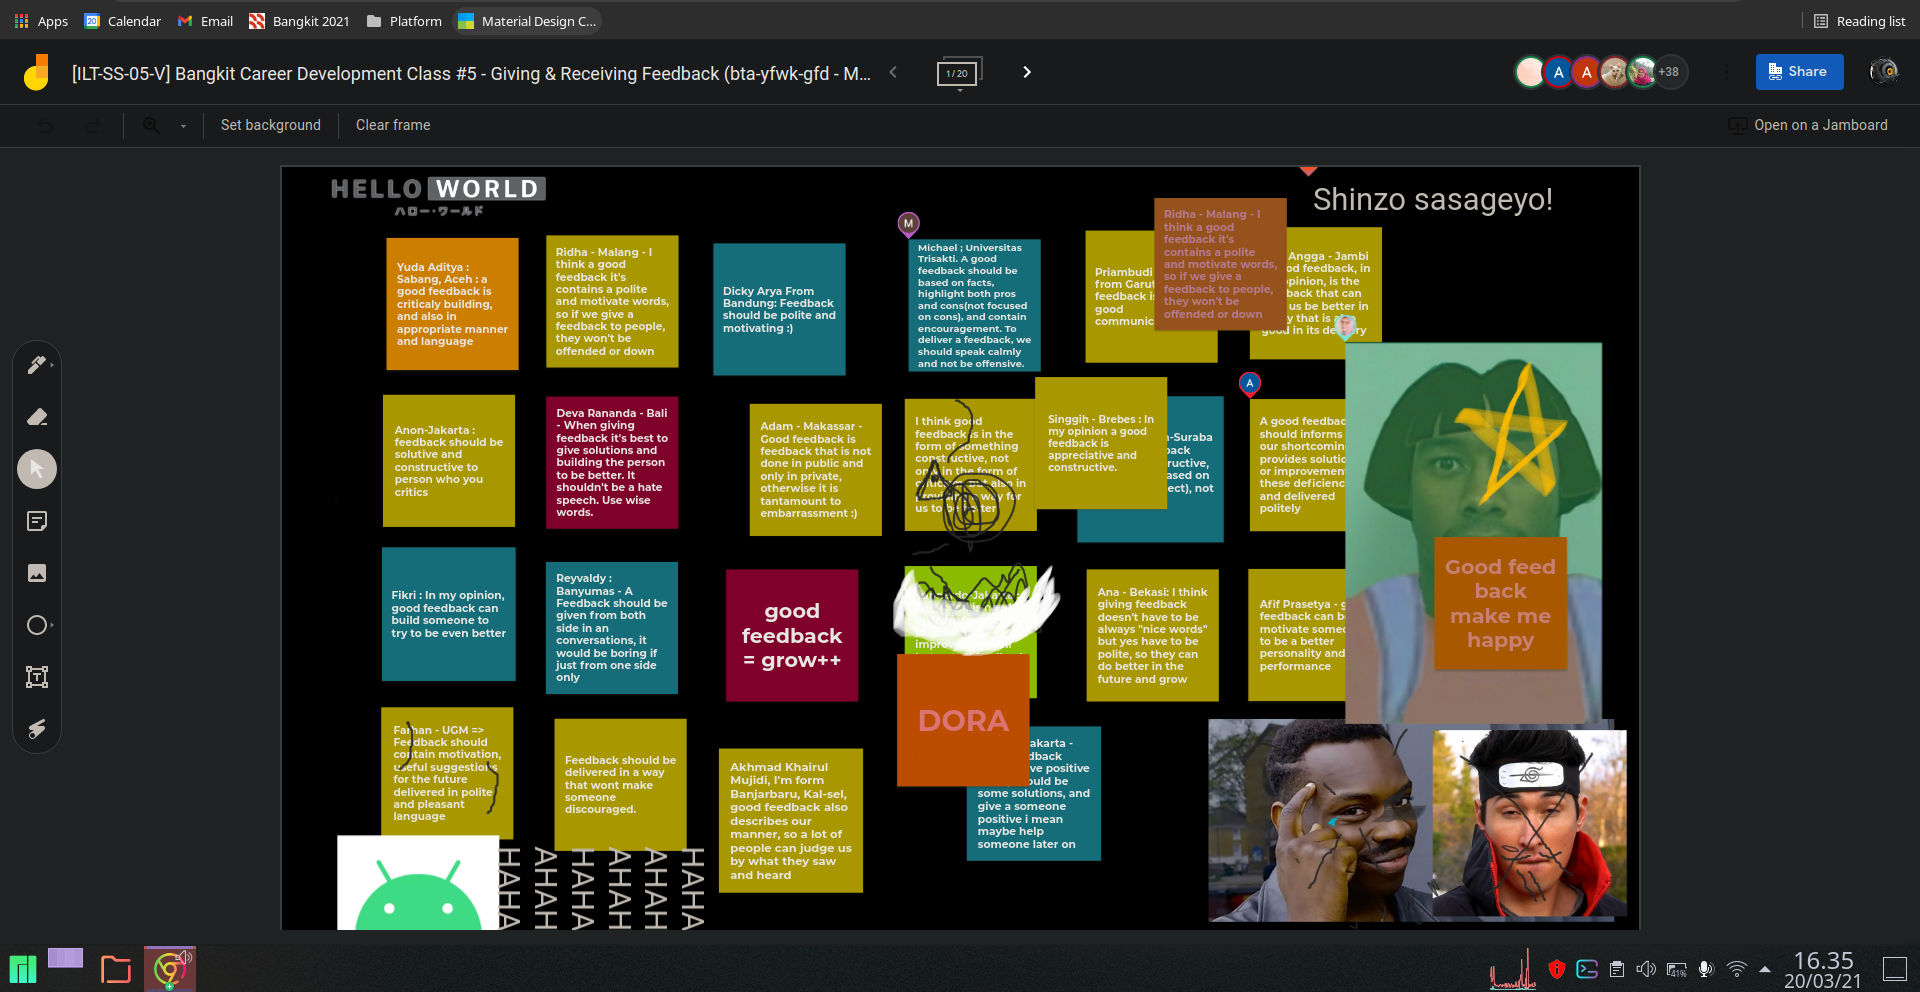 Apps
Calendar
Email
Bangkit 2021
Platform
Material Design C...
Reading list
[ILT-SS-05-V] Bangkit Career Development Class #5 - Giving & Receiving Feedback (bta-yfwk-gfd - M...
1/20
A
A
+38
Share
Set background
Clear frame
Open on a Jamboard
HELLO WORLD
ハロー・ワールド
Shinzo sasageyo!
M
Yuda Aditya :
Sabang, Aceh : a
good feedback is
criticaly building,
and also in
appropriate manner
and language
Ridha - Malang - I
think a good
feedback it's
contains a polite
and motivate words,
so if we give a
feedback to people,
they won't be
offended or down
Dicky Arya From
Bandung: Feedback
should be polite and
motivating :)
Michael ; Universitas
Trisakti. A good
feedback should be
based on facts,
highlight both pros
and cons(not focused
on cons), and contain
encouragement. To
deliver a feedback, we
should speak calmly
and not be offensive.
Priambudi
from Garut
feedback is
good
communic
Ridha - Malang - I
think a good
feedback it's
contains a polite
and motivate words,
so if we give a
feedback to people,
they won't be
offended or down
Angga - Jambi
od feedback, in
opinion, is the
back that can
us be better in
y that is also
good in its delivery
Anon-Jakarta :
feedback should be
solutive and
constructive to
person who you
critics
Deva Rananda - Bali
- When giving
feedback it's best to
give solutions and
building the person
to be better. It
shouldn't be a hate
speech. Use wise
words.
Adam - Makassar -
Good feedback is
feedback that is not
done in public and
only in private,
otherwise it is
tantamount to
embarrassment :)
I think good
feedback is in the
form of something
constructive, not
only in the form of
criticism, but also in
providing a way for
us to be better
Singgih - Brebes : In
my opinion a good
feedback is
appreciative and
constructive.
n-Suraba
back
ructive,
ased on
ect), not
A
A good feedbac
should informs
our shortcomin
provides solutio
or improvemen
these deficienc
and delivered
politely
Fikri : In my opinion,
good feedback can
build someone to
try to be even better
Reyvaldy :
Banyumas - A
Feedback should be
given from both
side in an
conversations, it
would be boring if
just from one side
only
good
feedback
= grow++
Jakarta
improv
DORA
Ana - Bekasi: I think
giving feedback
doesn't have to be
always "nice words"
but yes have to be
polite, so they can
do better in the
future and grow
Afif Prasetya - g
feedback can b
motivate someo
to be a better
personality and
performance
Good feed
back
make me
happy
Farhan - UGM =>
Feedback should
contain motivation,
useful suggestions
for the future
delivered in polite
and pleasant
language
Feedback should be
delivered in a way
that wont make
someone
discouraged.
Akhmad Khairul
Mujidi, I'm form
Banjarbaru, Kal-sel,
good feedback also
describes our
manner, so a lot of
people can judge us
by what they saw
and heard
akarta -
dback
ve positive
ould be
some solutions, and
give a someone
positive i mean
maybe help
someone later on
HAHA
AHAH
HAHA
AHAH
AHAH
HAHA
41%
16.35
20/03/21